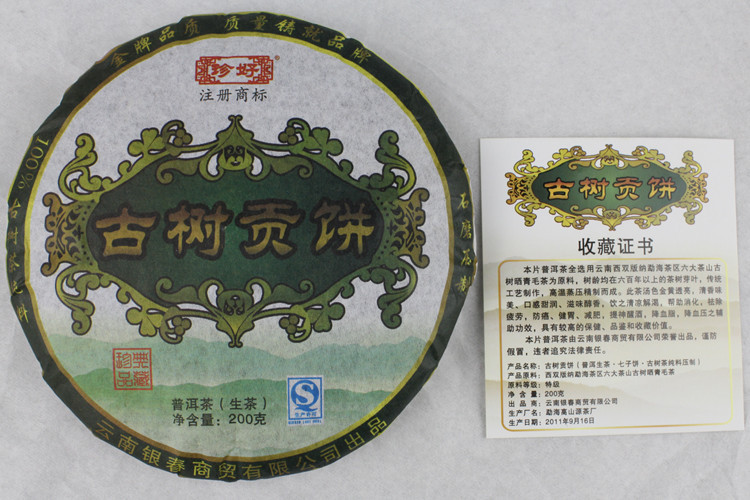 金牌品质 质量铸就品牌
珍好
注册商标
100%古树茶纯料
石磨压制
古树贡饼
珍典
品藏
普洱茶（生茶）
净含量：200克
云南银春商贸有限公司出品
古树贡饼
收藏证书
本片普洱茶全选用云南西双版纳勐海茶区六大茶山古
树晒青毛茶为原料，树龄均在六百年以上的茶树芽叶，传统
工艺制作，高温蒸压精制而成。此茶汤色金黄透亮，清香味
美、口感甜润、滋味醇香，饮之清凉解渴，帮助消化，祛除
疲劳，防癌、健胃、减肥，提神醒酒，降血脂，降血压之辅
助功效，具有较高的保健、品鉴和收藏价值。
本片普洱茶由云南银春商贸有限公司荣誉出品，谨防
假冒，违者追究法律责任。
产品名称：古树贡饼（普洱生茶·七子饼·古树茶纯料压制）
产品原料：西双版纳勐海茶区六大茶山古树晒青毛茶
原料等级：特级
净含量：200克
出品商：云南银春商贸有限公司
生产厂名：勐海高山源茶厂
生产日期：2011年9月16日